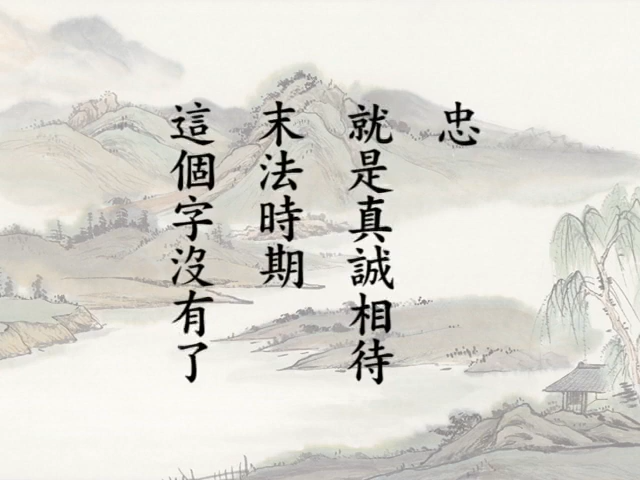 忠
就是真誠相待
末法時期
這個字沒有了